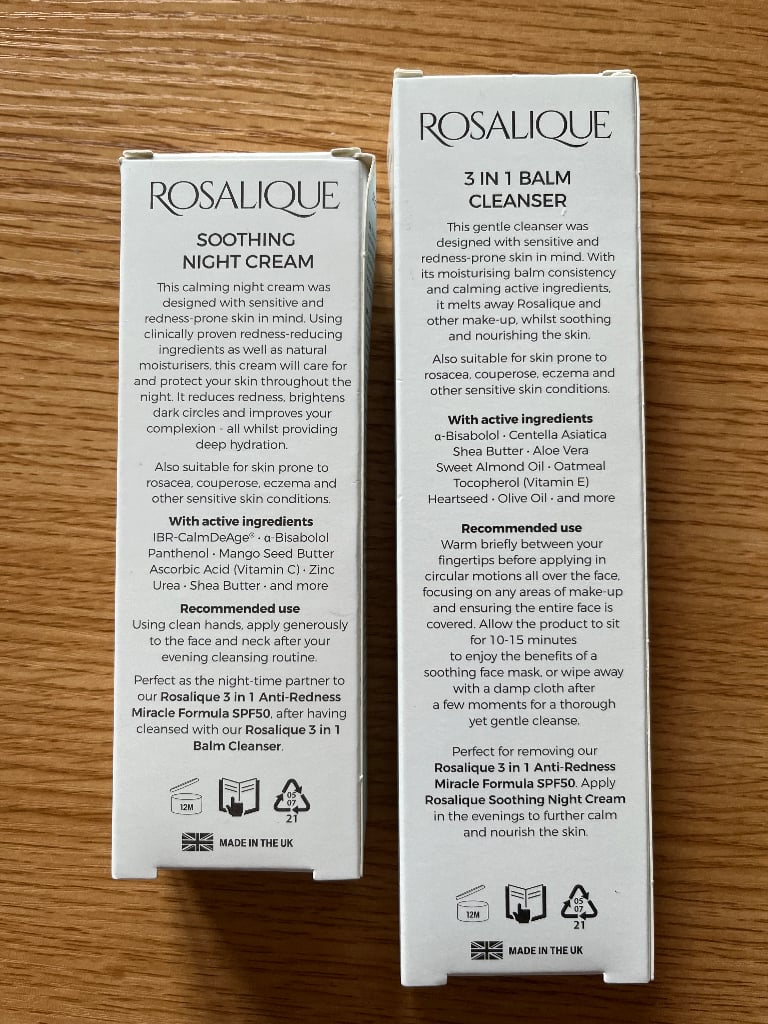 ROSALIQUE
SOOTHING
NIGHT CREAM
This calming night cream was
designed with sensitive and
redness-prone skin in mind. Using
clinically proven redness-reducing
ingredients as well as natural
moisturisers, this cream will care for
and protect your skin throughout the
night. It reduces redness, brightens
dark circles and improves your
complexion - all whilst providing
deep hydration.
Also suitable for skin prone to
rosacea, couperose, eczema and
other sensitive skin conditions.
With active ingredients
IBR-CalmDeAge® • α-Bisabolol
Panthenol • Mango Seed Butter
Ascorbic Acid (Vitamin C) • Zinc
Urea • Shea Butter • and more
Recommended use
Using clean hands, apply generously
to the face and neck after your
evening cleansing routine.
Perfect as the night-time partner to
our Rosalique 3 in 1 Anti-Redness
Miracle Formula SPF50, after having
cleansed with our Rosalique 3 in 1
Balm Cleanser.
12M
05
07
21
MADE IN THE UK
ROSALIQUE
3 IN 1 BALM
CLEANSER
This gentle cleanser was
designed with sensitive and
redness-prone skin in mind. With
its moisturising balm consistency
and calming active ingredients,
it melts away Rosalique and
other make-up, whilst soothing
and nourishing the skin.
Also suitable for skin prone to
rosacea, couperose, eczema and
other sensitive skin conditions.
With active ingredients
α-Bisabolol • Centella Asiatica
Shea Butter • Aloe Vera
Sweet Almond Oil • Oatmeal
Tocopherol (Vitamin E)
Heartseed • Olive Oil • and more
Recommended use
Warm briefly between your
fingertips before applying in
circular motions all over the face,
focusing on any areas of make-up
and ensuring the entire face is
covered. Allow the product to sit
for 10-15 minutes
to enjoy the benefits of a
soothing face mask, or wipe away
with a damp cloth after
a few moments for a thorough
yet gentle cleanse.
Perfect for removing our
Rosalique 3 in 1 Anti-Redness
Miracle Formula SPF50. Apply
Rosalique Soothing Night Cream
in the evenings to further calm
and nourish the skin.
12M
05
07
21
MADE IN THE UK